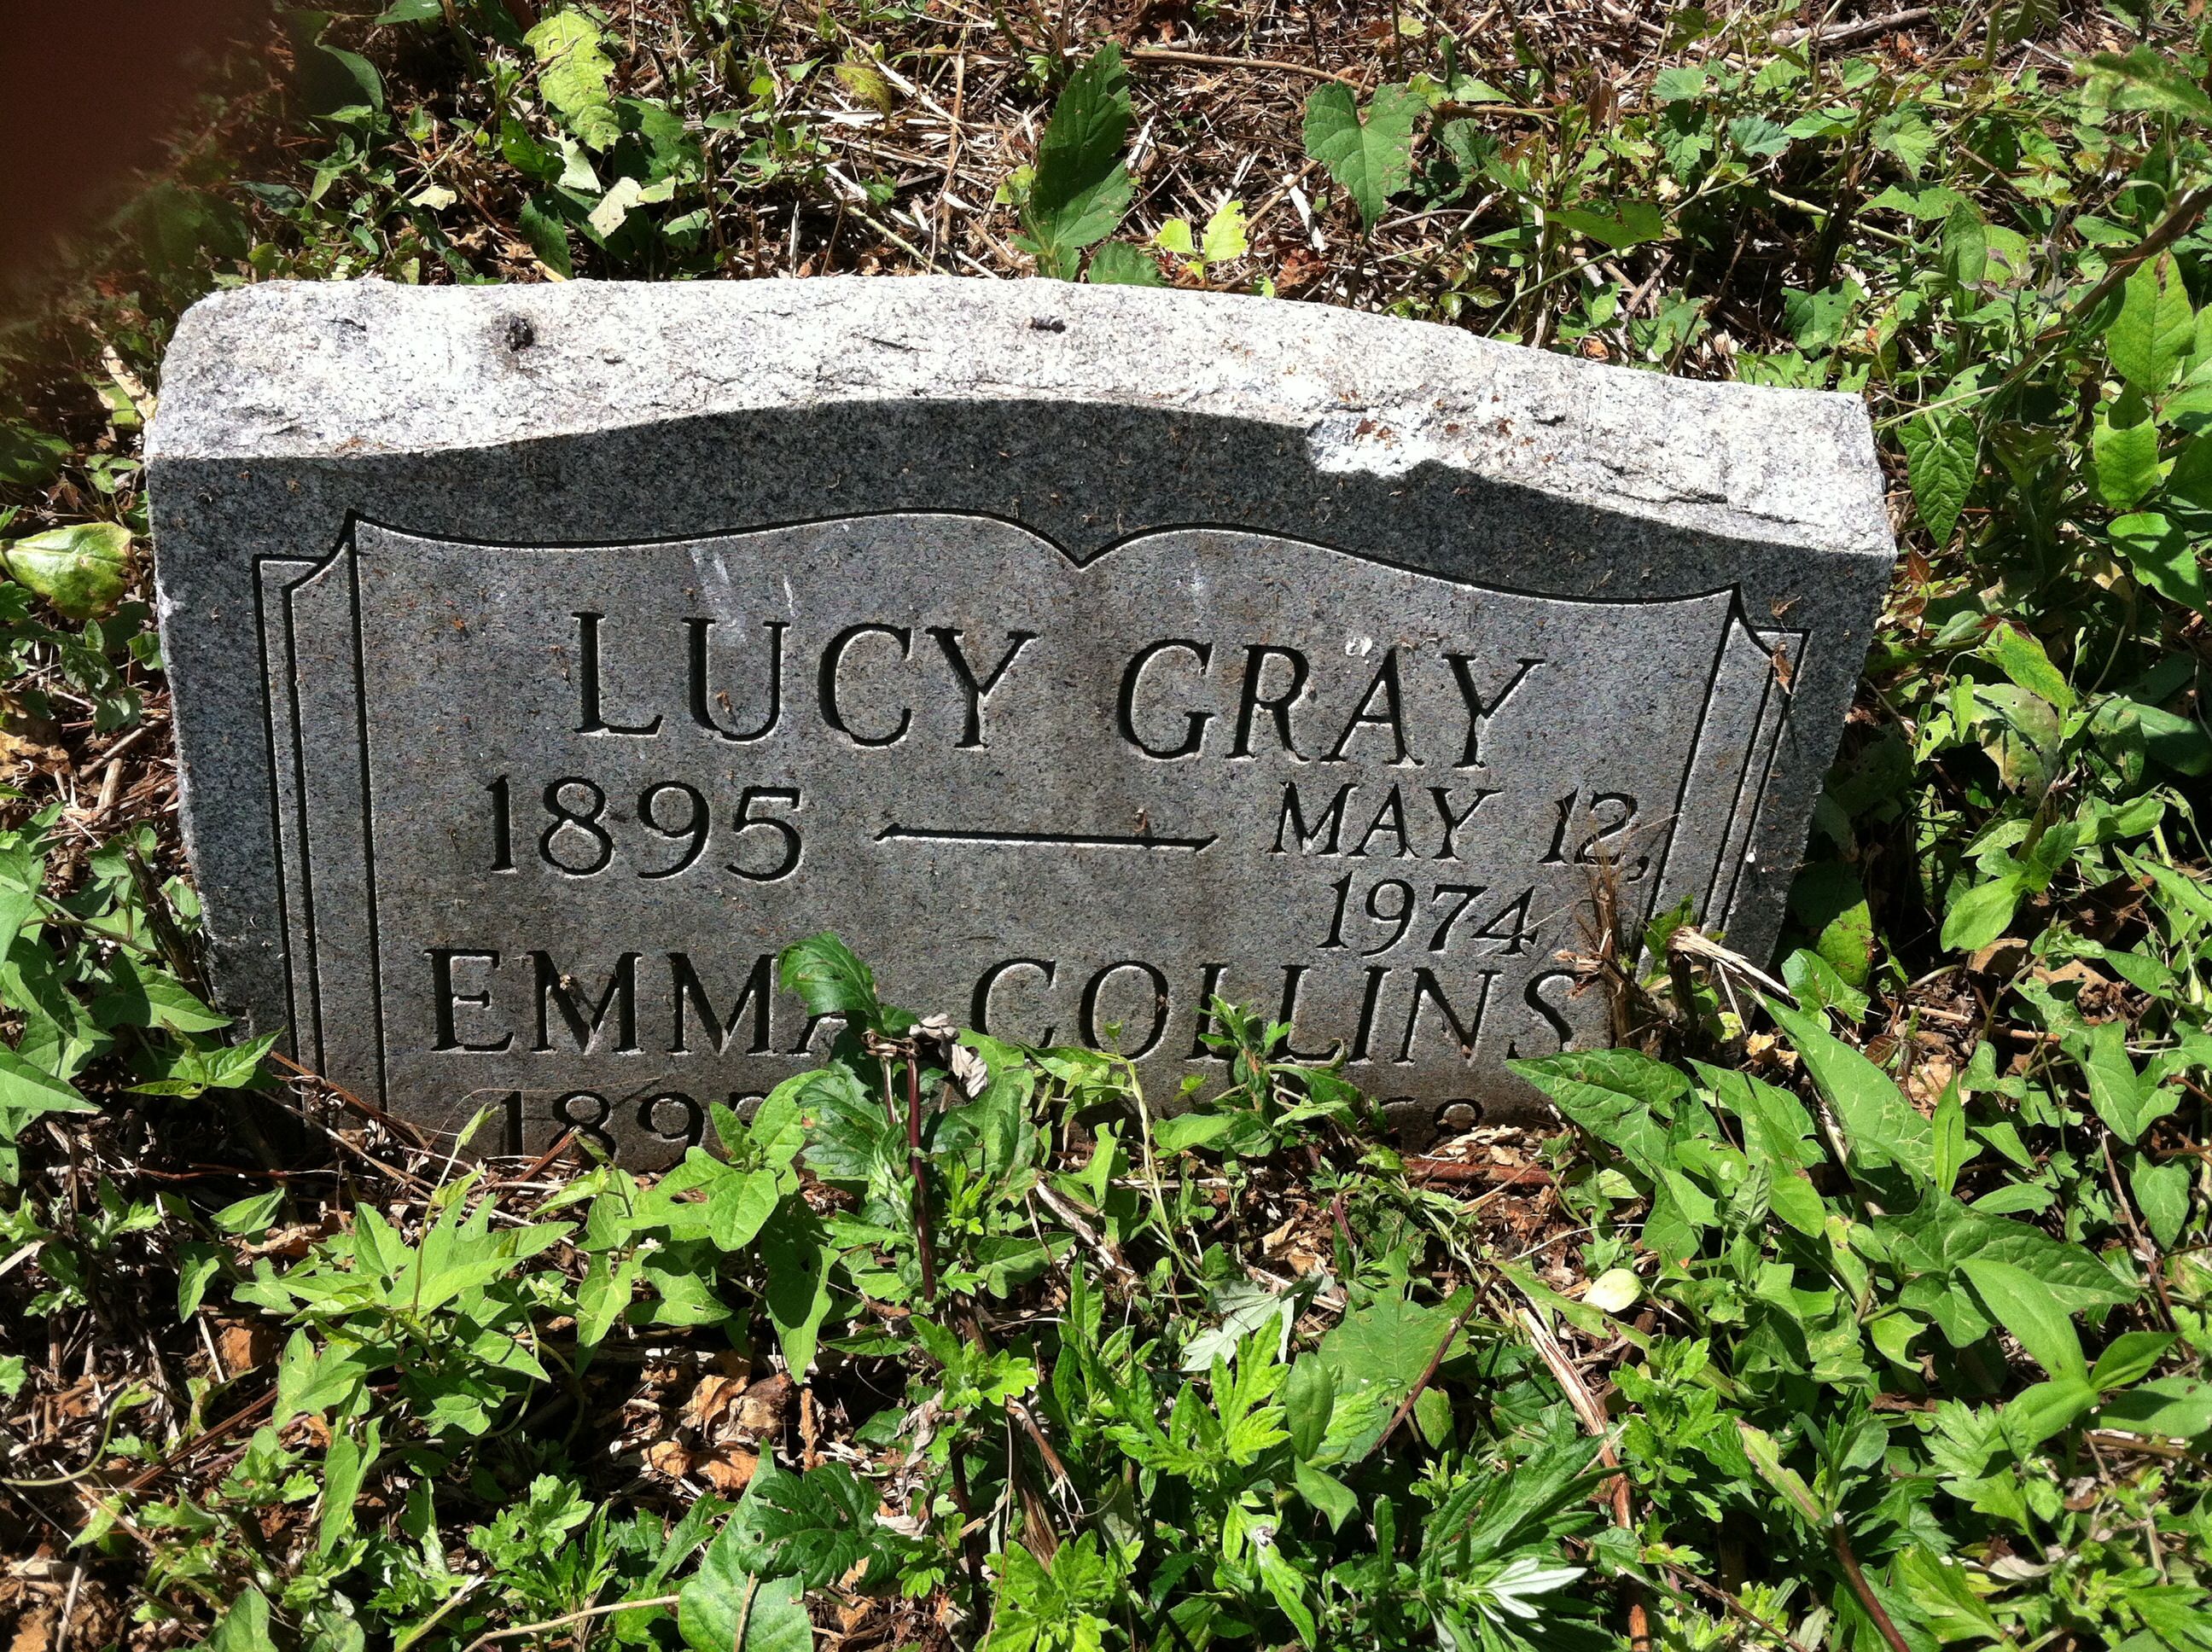 LUCY GRAY
1895 — MAY 12,
1974
EMMA COLLINS